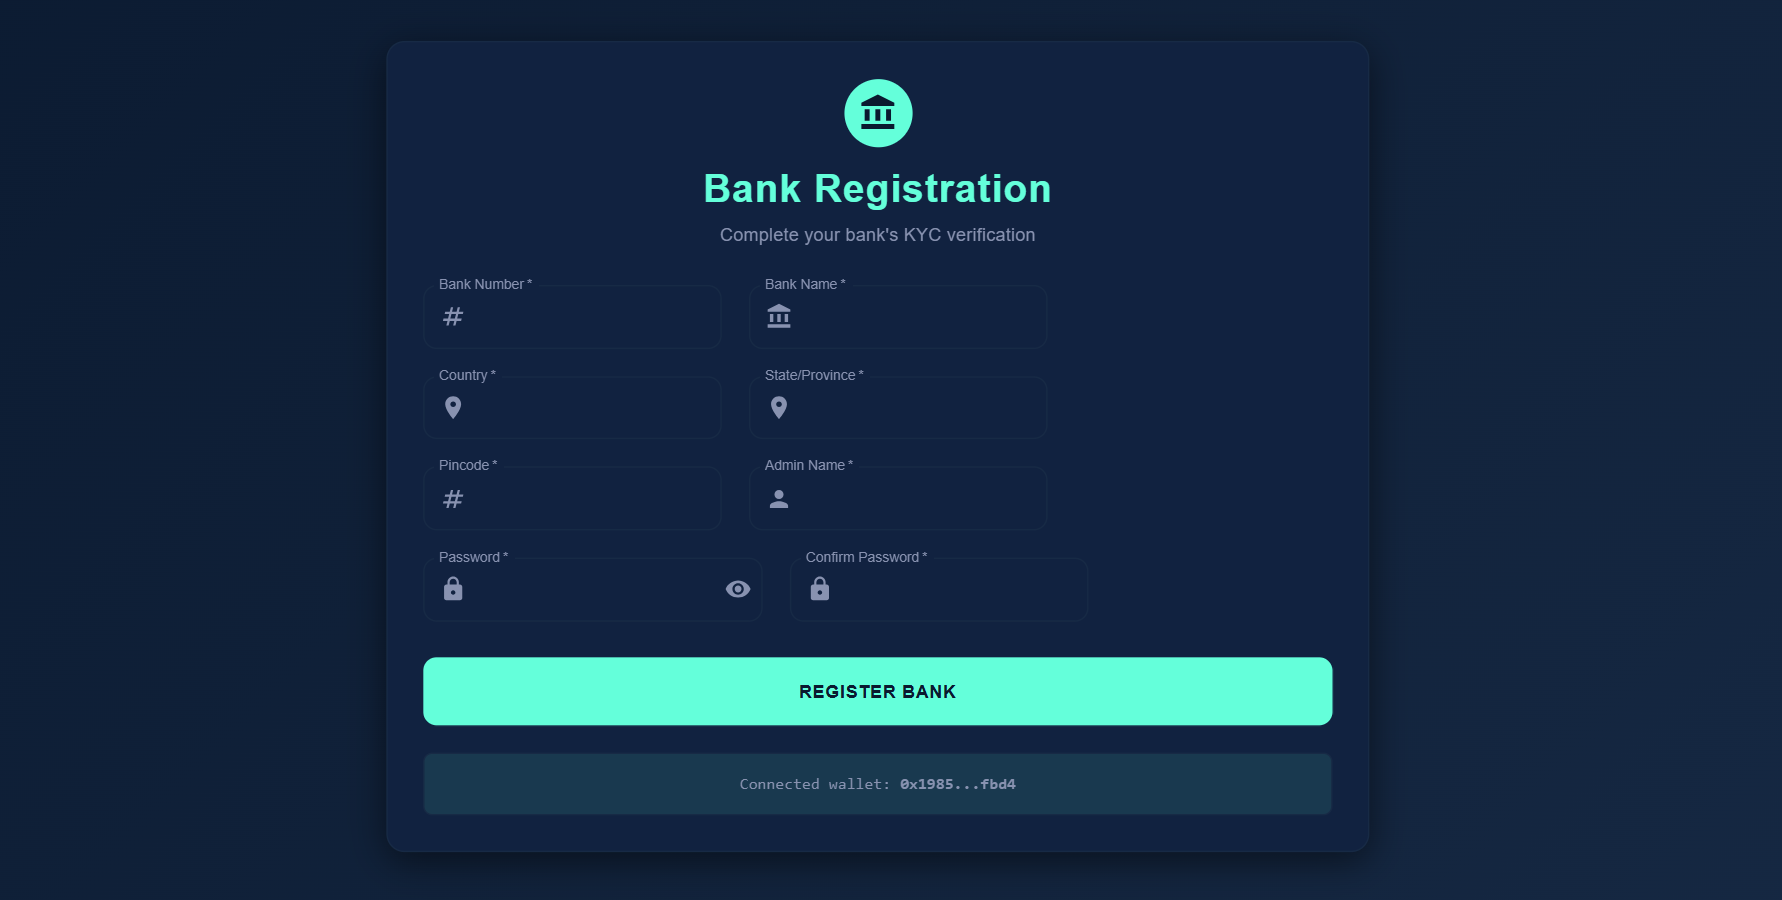 Bank Registration
Complete your bank's KYC verification
Bank Number *
Bank Name *
Country *
State/Province *
Pincode *
Admin Name *
Password *
Confirm Password *
REGISTER BANK
Connected wallet: 0x1985...fbd4